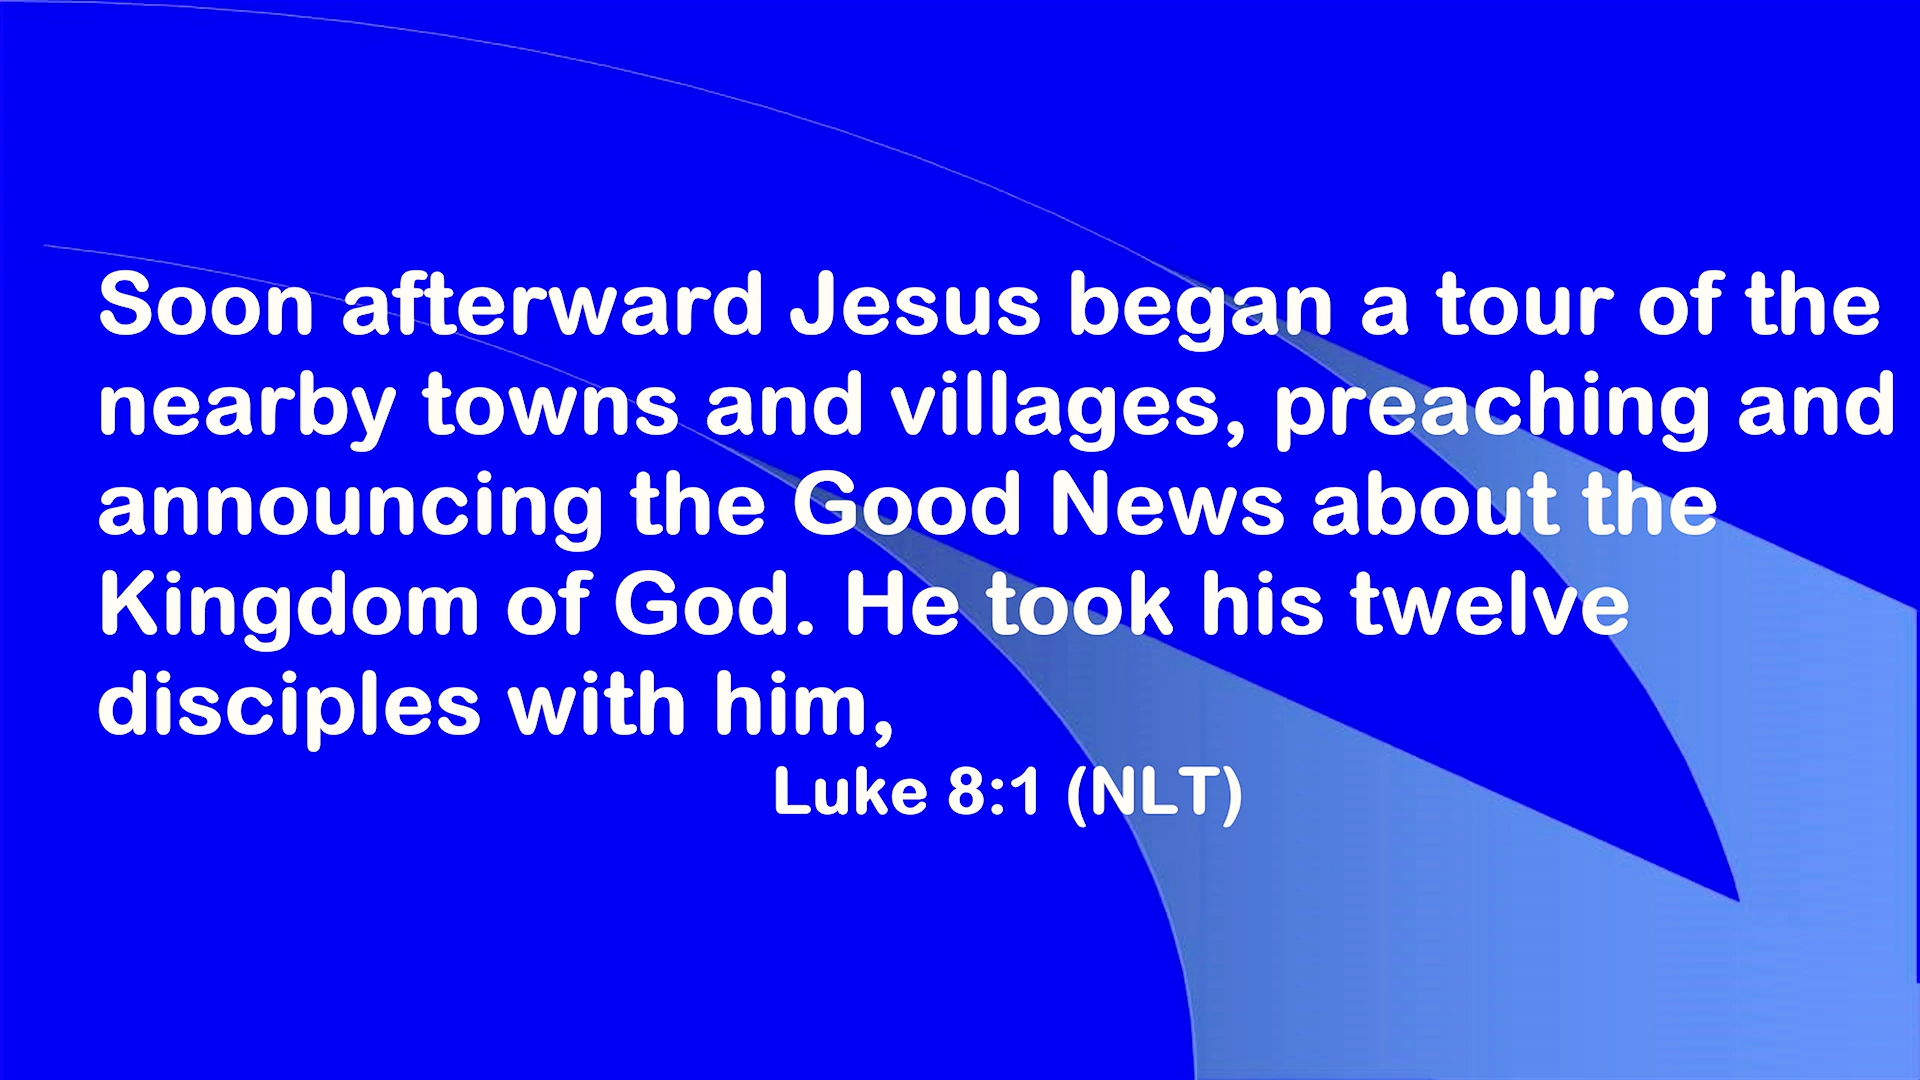 Soon afterward Jesus began a tour of the
nearby towns and villages, preaching and
announcing the Good News about the
Kingdom of God. He took his twelve
disciples with him,
Luke 8:1 (NLT)